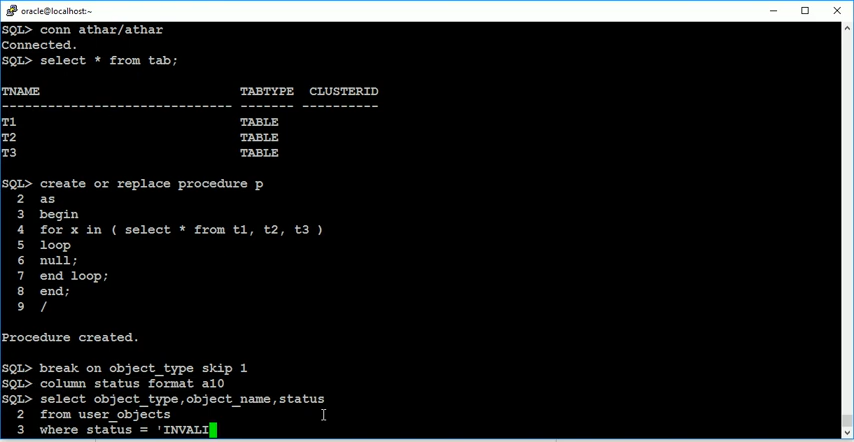 oracle@localhost:~
SQL> conn athar/athar
Connected.
SQL> select * from tab;
TNAME                          TABTYPE  CLUSTERID
------------------------------ ------- ----------
T1                             TABLE
T2                             TABLE
T3                             TABLE
SQL> create or replace procedure p
  2  as
  3  begin
  4  for x in ( select * from t1, t2, t3 )
  5  loop
  6  null;
  7  end loop;
  8  end;
  9  /
Procedure created.
SQL> break on object_type skip 1
SQL> column status format a10
SQL> select object_type,object_name,status
  2  from user_objects
  3  where status = 'INVALI